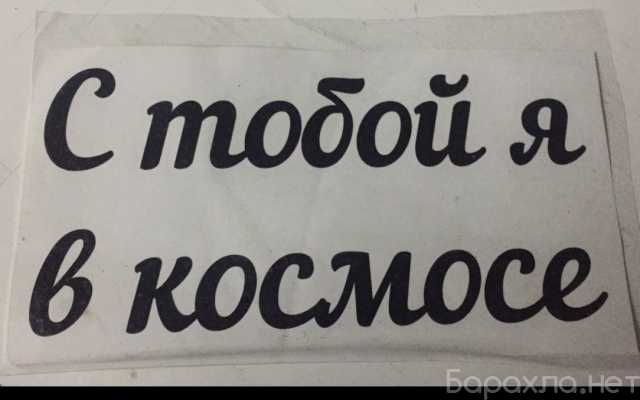 С тобой я
в космосе
Барахла.нет